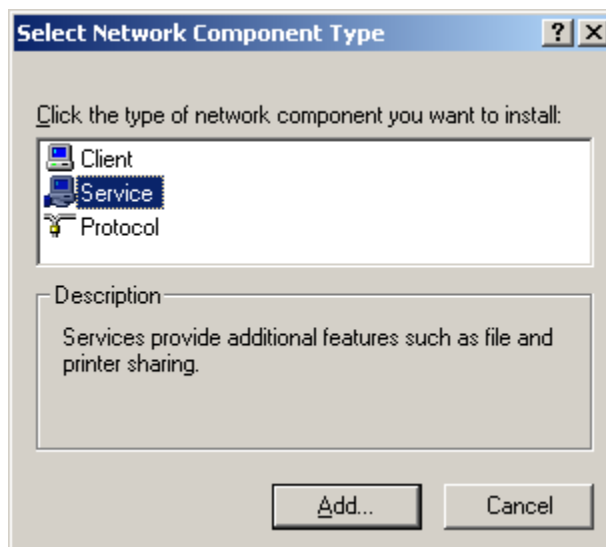 Select Network Component Type
Click the type of network component you want to install:
Client
Service
Protocol
Description
Services provide additional features such as file and
printer sharing.
Add... Cancel